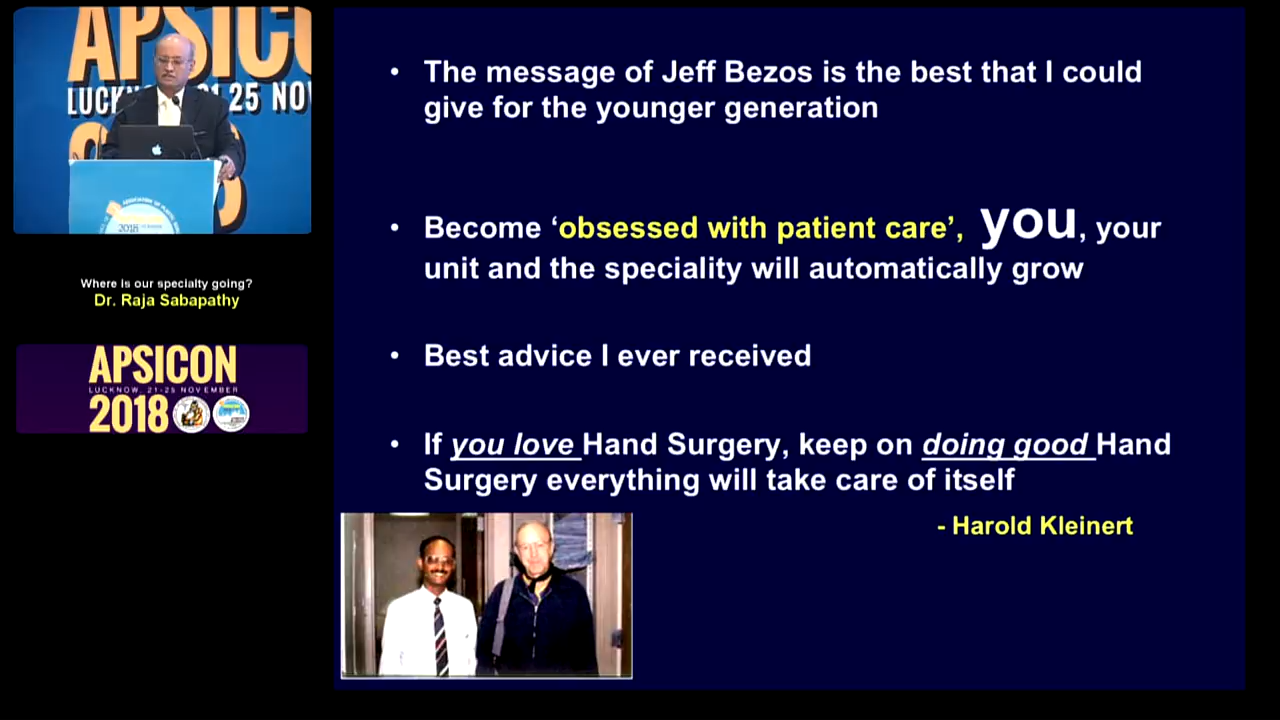 APSICO
LUCKN
21-25 NOV
Where is our specialty going?
Dr. Raja Sabapathy
APSICON
LUCKNOW, 21-25 NOVEMBER
2018
• The message of Jeff Bezos is the best that I could
give for the younger generation
• Become ‘obsessed with patient care’, you, your
unit and the speciality will automatically grow
• Best advice I ever received
• If you love Hand Surgery, keep on doing good Hand
Surgery everything will take care of itself
- Harold Kleinert